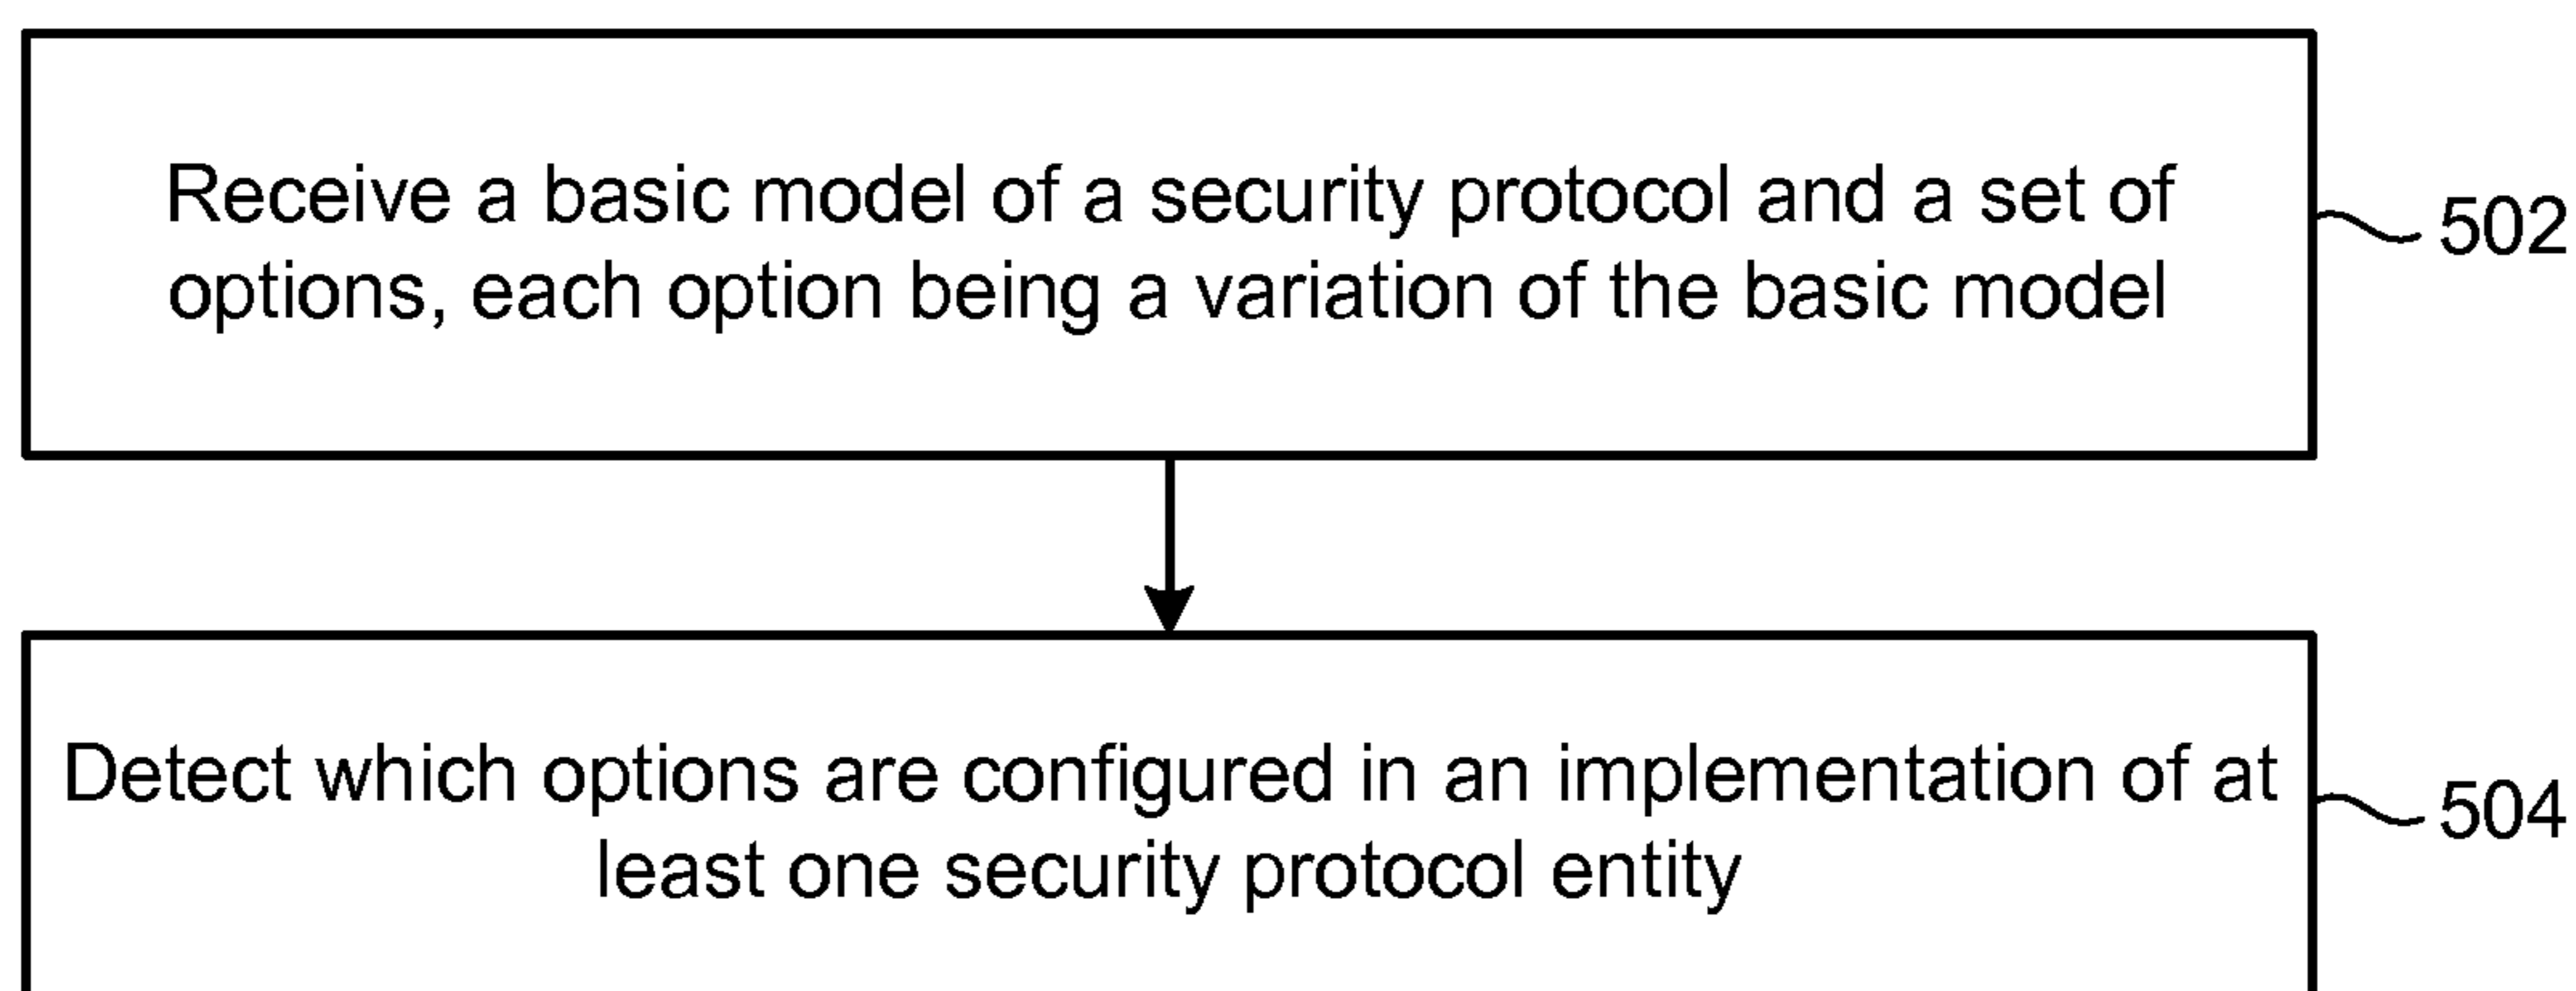 Receive a basic model of a security protocol and a set of
options, each option being a variation of the basic model
502
Detect which options are configured in an implementation of at
least one security protocol entity
504